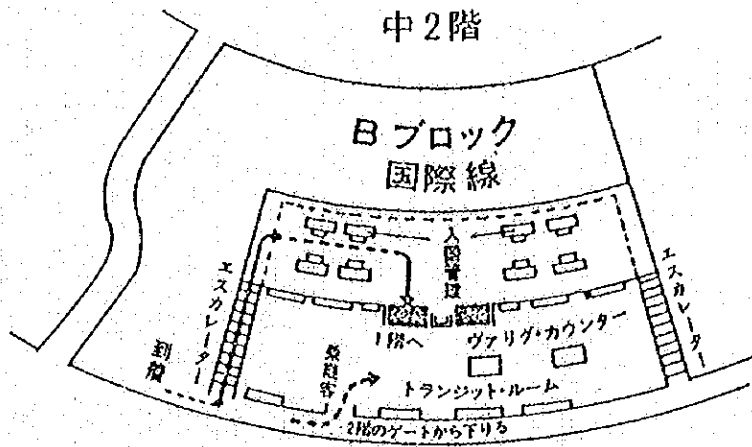 中2階
Bブロック
国際線
入国管理
エスカレーター
エスカレーター
到着
1階へ
ヴァリグ・カウンター
乗継客
トランジット・ルーム
2階のゲートから下りる